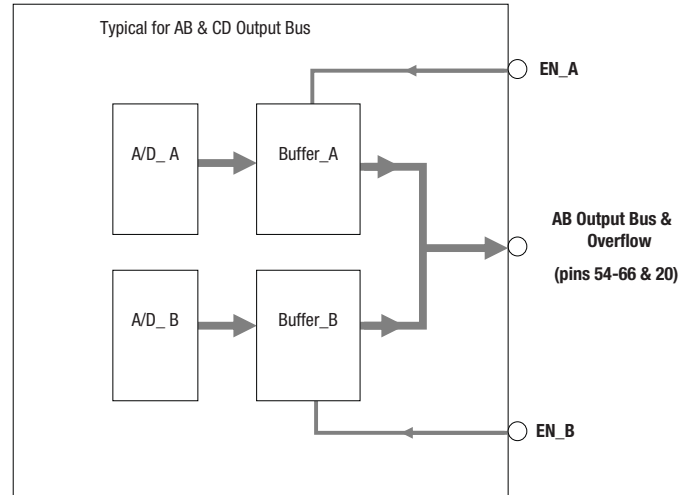 Typical for AB & CD Output Bus
EN_A
A/D_ A
Buffer_A
AB Output Bus &
Overflow
(pins 54-66 & 20)
A/D_ B
Buffer_B
EN_B